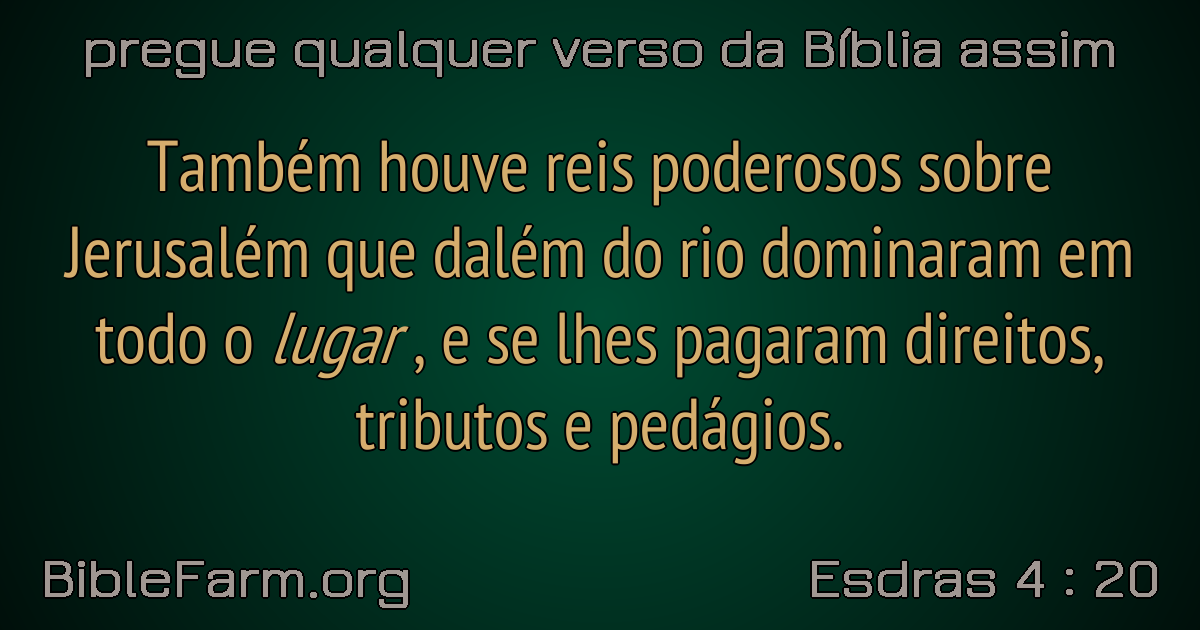 pregue qualquer verso da Bíblia assim
Também houve reis poderosos sobre
Jerusalém que dalém do rio dominaram em
todo o lugar , e se lhes pagaram direitos,
tributos e pedágios.
BibleFarm.org
Esdras 4 : 20